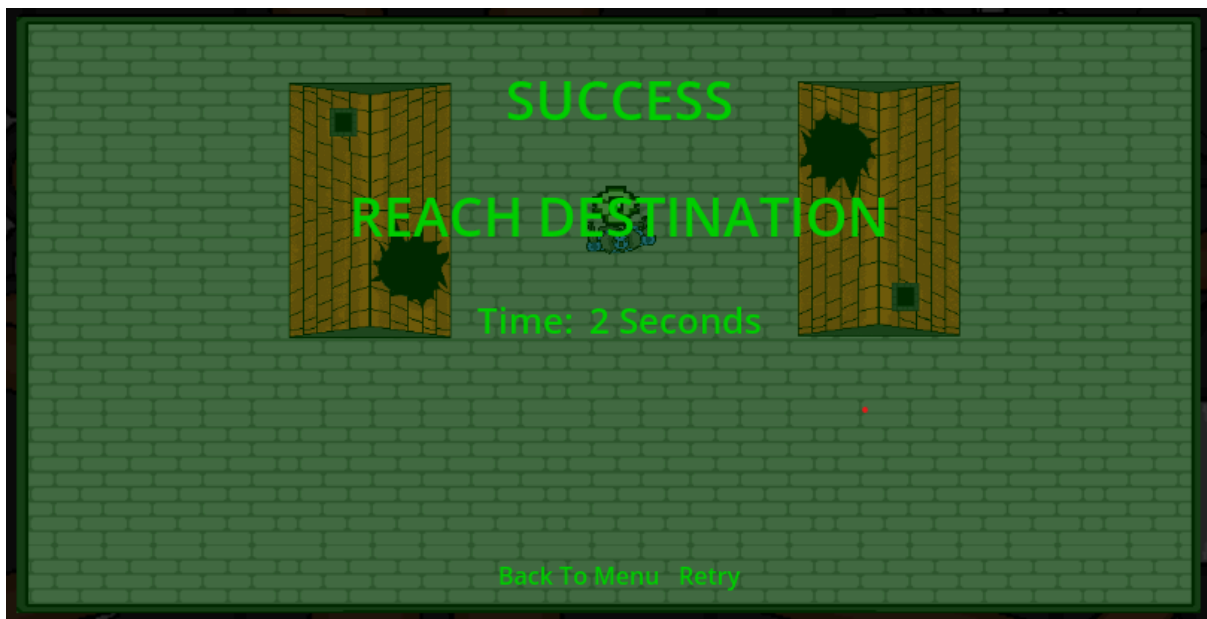 SUCCESS
REACH DESTINATION
Time: 2 Seconds
Back To Menu Retry